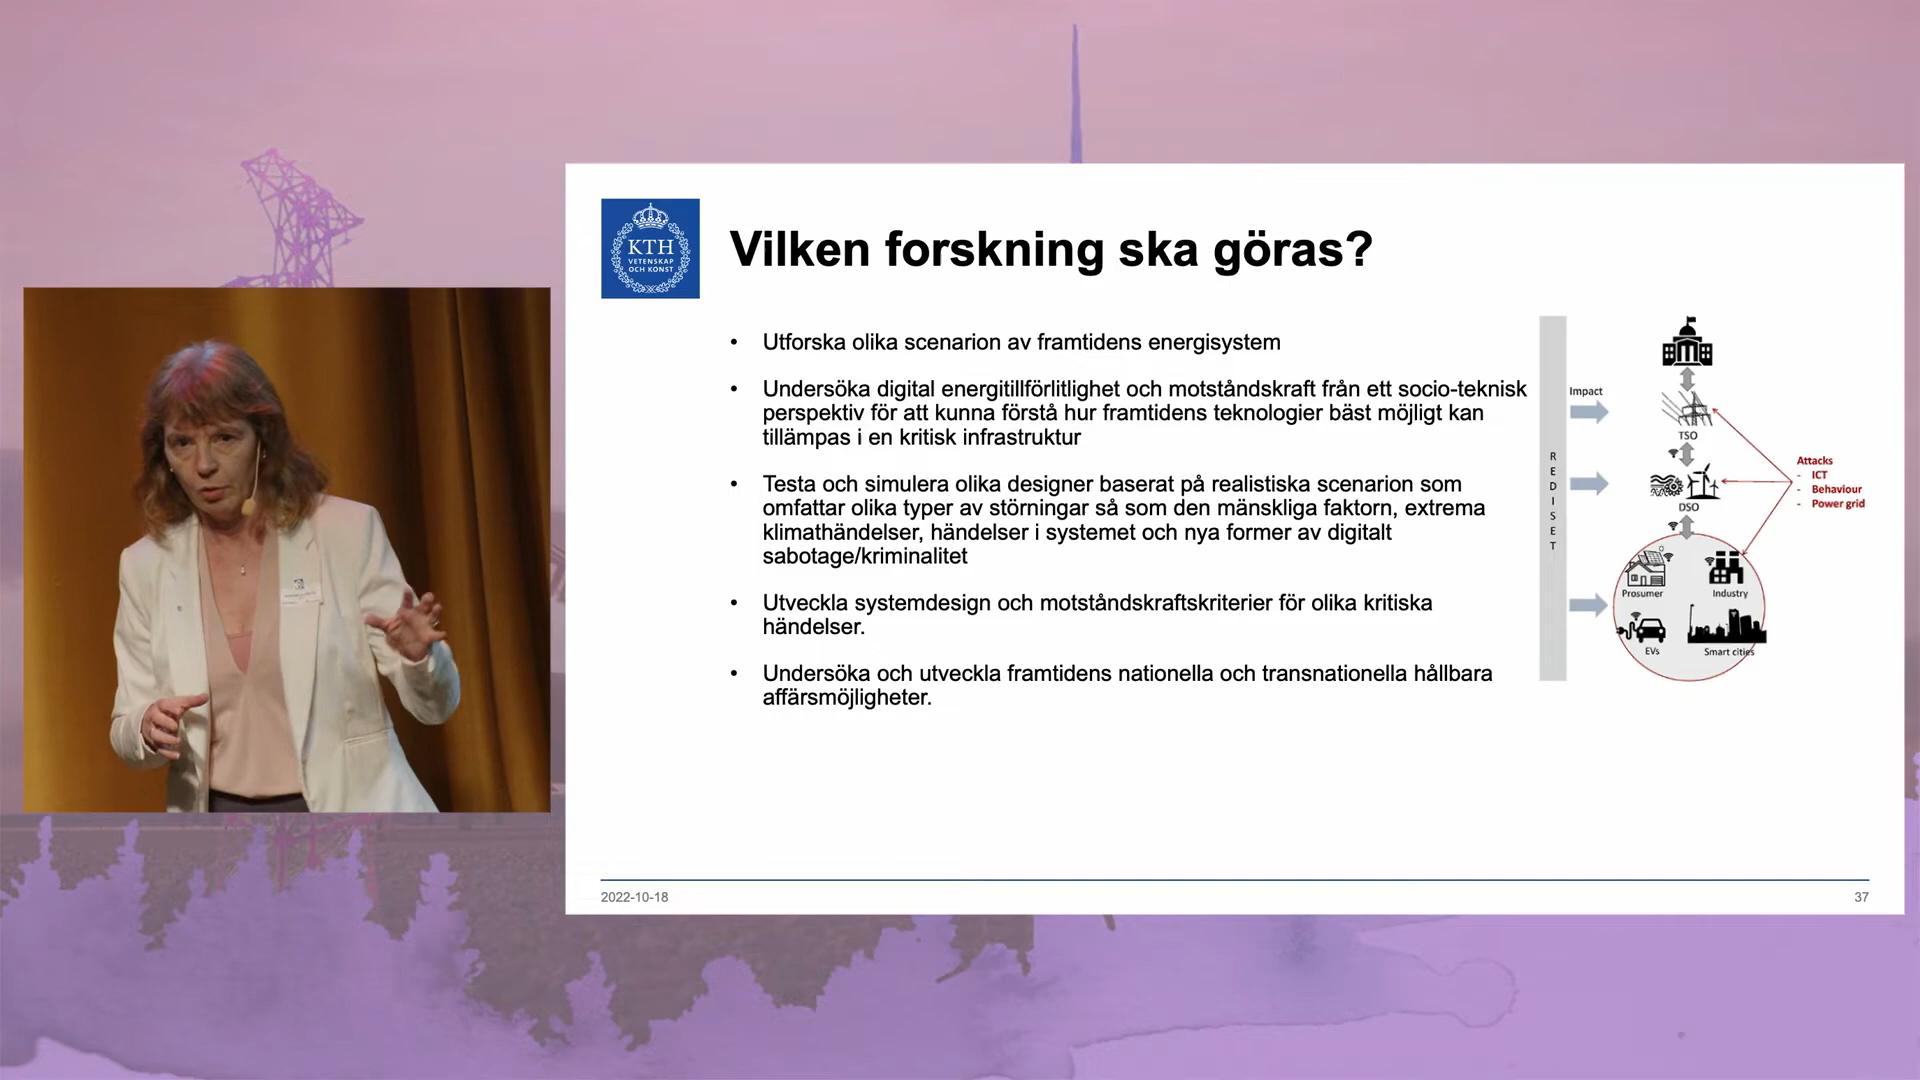 KTH
VETENSKAP
OCH KONST
Vilken forskning ska göras?
• Utforska olika scenarion av framtidens energisystem
• Undersöka digital energitillförlitlighet och motståndskraft från ett socio-teknisk
perspektiv för att kunna förstå hur framtidens teknologier bäst möjligt kan
tillämpas i en kritisk infrastruktur
• Testa och simulera olika designer baserat på realistiska scenarion som
omfattar olika typer av störningar så som den mänskliga faktorn, extrema
klimathändelser, händelser i systemet och nya former av digitalt
sabotage/kriminalitet
• Utveckla systemdesign och motståndskraftskriterier för olika kritiska
händelser.
• Undersöka och utveckla framtidens nationella och transnationella hållbara
affärsmöjligheter.
REDISET
Impact
TSO
DSO
Prosumer
Industry
EVs
Smart cities
Attacks
- ICT
- Behaviour
- Power grid
2022-10-18
37